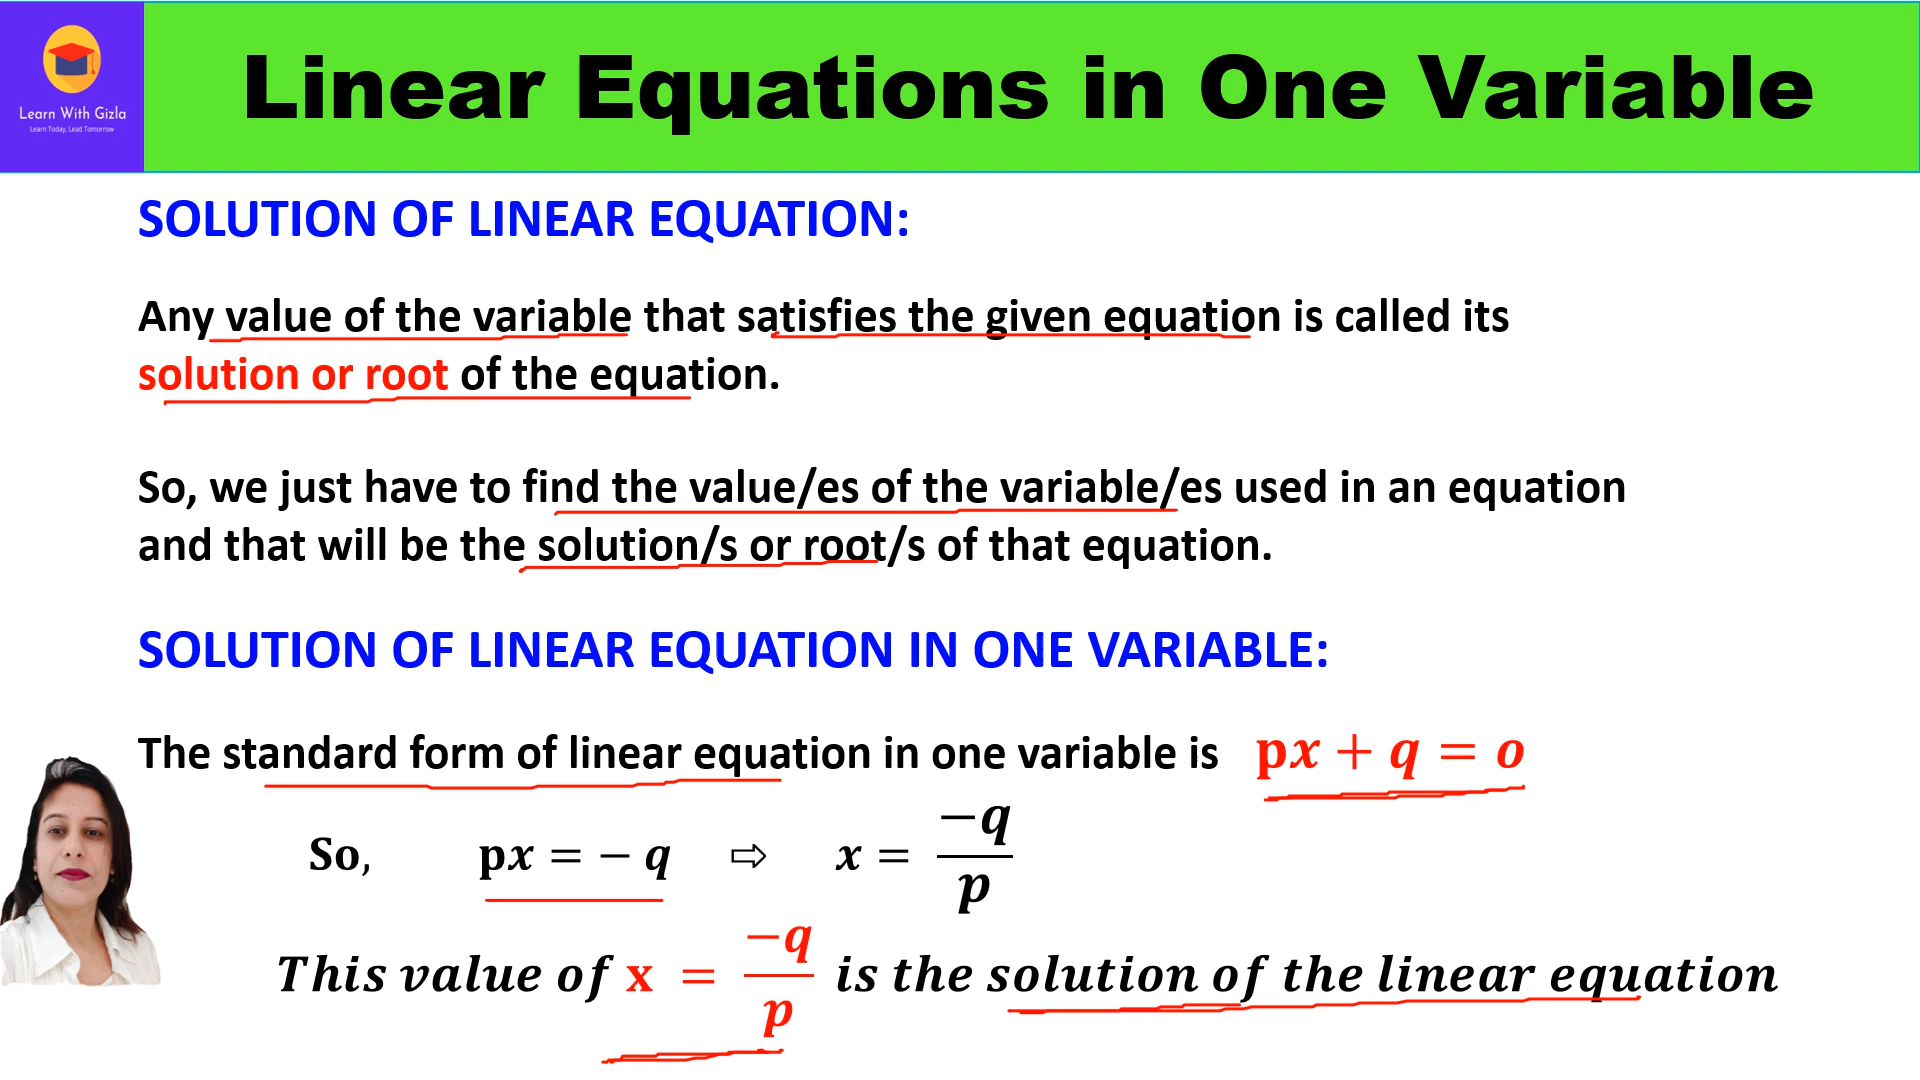 Learn With Gizla
Learn Today, Lead Tomorrow
Linear Equations in One Variable
SOLUTION OF LINEAR EQUATION:
Any value of the variable that satisfies the given equation is called its
solution or root of the equation.
So, we just have to find the value/es of the variable/es used in an equation
and that will be the solution/s or root/s of that equation.
SOLUTION OF LINEAR EQUATION IN ONE VARIABLE:
The standard form of linear equation in one variable is px + q = o
So, px = − q ⇨ x = −q/p
This value of x = −q/p is the solution of the linear equation